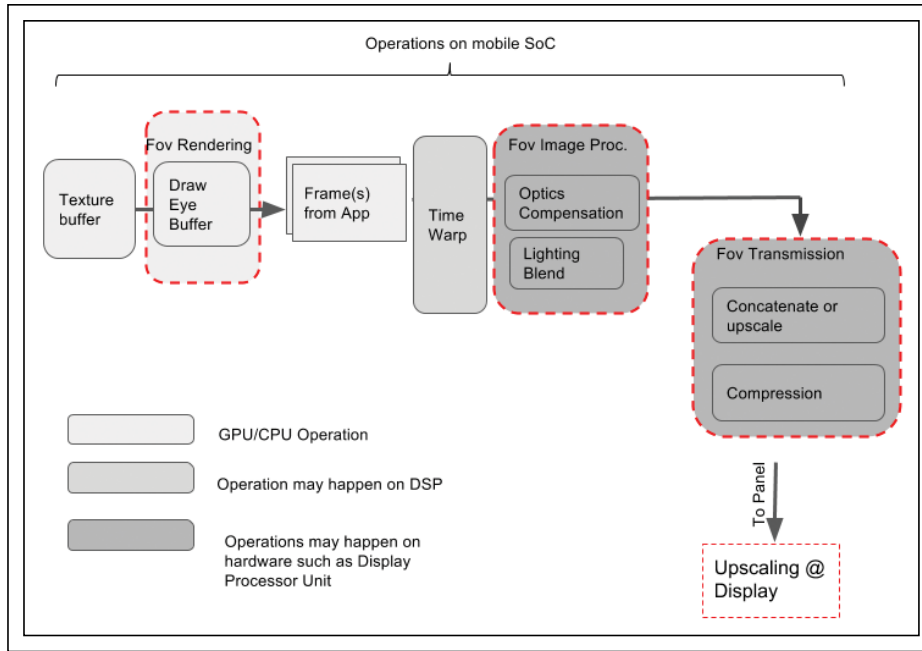 Operations on mobile SoC
Fov Rendering
Texture
buffer
Draw
Eye
Buffer
Frame(s)
from App
Time
Warp
Fov Image Proc.
Optics
Compensation
Lighting
Blend
Fov Transmission
Concatenate or
upscale
Compression
To Panel
Upscaling @
Display
GPU/CPU Operation
Operation may happen on DSP
Operations may happen on
hardware such as Display
Processor Unit